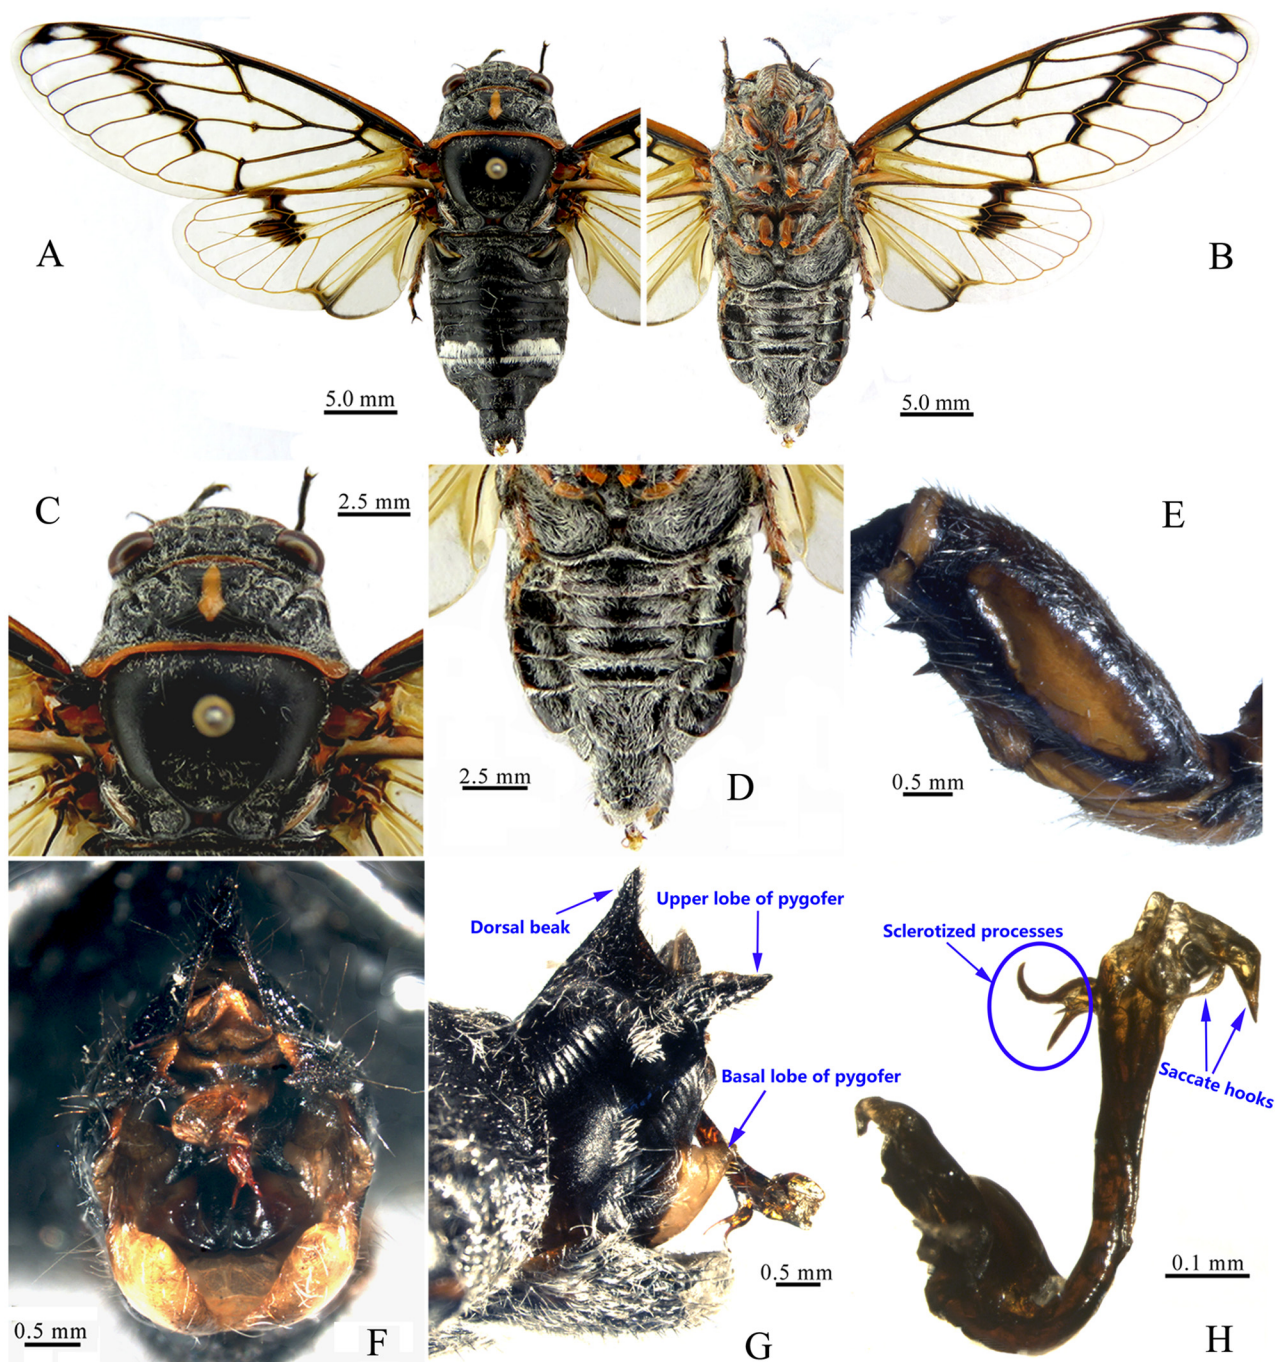 A
B
5.0 mm
5.0 mm
C
2.5 mm
E
2.5 mm
D
0.5 mm
Dorsal beak
Upper lobe of pygofer
Sclerotized processes
Basal lobe of pygofer
Saccate hooks
0.5 mm
F
0.5 mm
G
0.1 mm
H